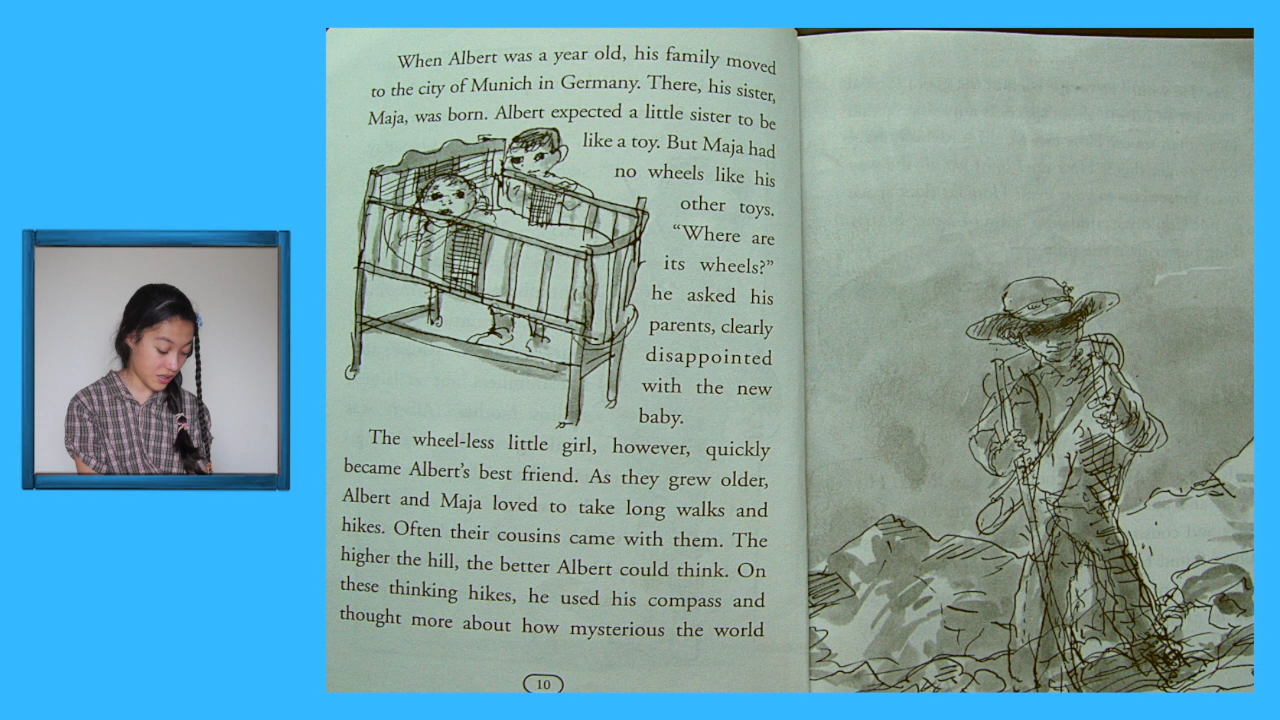 When Albert was a year old, his family moved
to the city of Munich in Germany. There, his sister,
Maja, was born. Albert expected a little sister to be
like a toy. But Maja had
no wheels like his
other toys.
“Where are
its wheels?”
he asked his
parents, clearly
disappointed
with the new
baby.
The wheel-less little girl, however, quickly
became Albert’s best friend. As they grew older,
Albert and Maja loved to take long walks and
hikes. Often their cousins came with them. The
higher the hill, the better Albert could think. On
these thinking hikes, he used his compass and
thought more about how mysterious the world
10